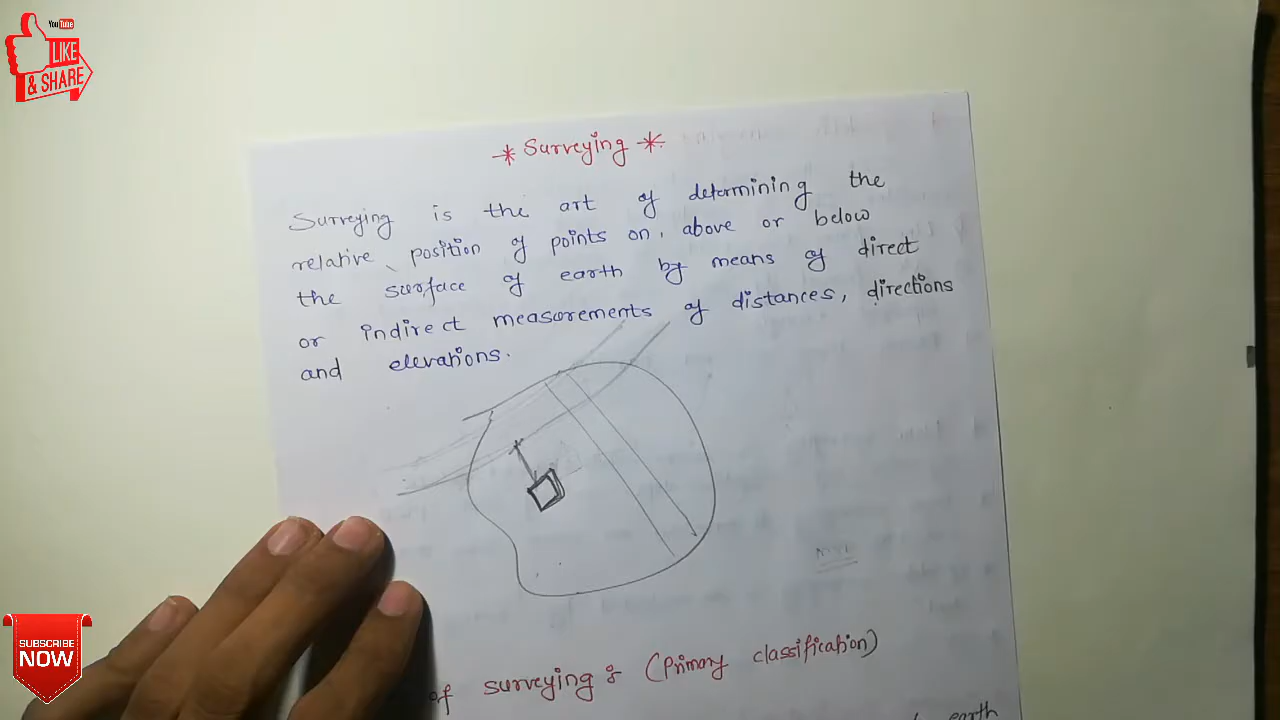 YouTube
LIKE
& SHARE
* Surveying *
Surveying is the art of determining the
relative position of points on, above or below
the surface of earth by means of direct
or indirect measurements of distances, directions
and elevations.
of surveying : (Primary classification)
earth
SUBSCRIBE
NOW